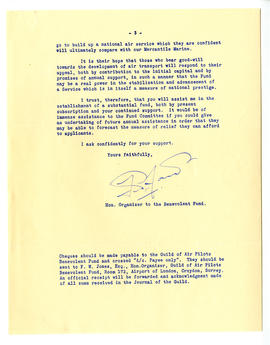 - 3 -
go to build up a national air service which they are confident
will ultimately compare with our Mercantile Marine.
It is their hope that those who bear good-will
towards the development of air transport will respond to their
appeal, both by contribution to the initial capital and by
promises of annual support, in such a manner that the Fund
may be a real power in the stabilisation and advancement of
a Service which is in itself a measure of national prestige.
I trust, therefore, that you will assist me in the
establishment of a substantial fund, both by present
subscription and your continued support. It would be of
immense assistance to the Fund Committee if you could give
an undertaking of future annual assistance in order that they
may be able to forecast the measure of relief they can afford to
applicants.
I ask confidently for your support.
Yours faithfully,
Hon. Organiser to the Benevolent Fund.
Cheques should be made payable to the Guild of Air Pilots
Benevolent Fund and crossed "A/c. Payee only". They should be
sent to F. W. Jones, Esq., Hon.Organiser, Guild of Air Pilots
Benevolent Fund, Room 172, Airport of London, Croydon, Surrey.
An official receipt will be forwarded and acknowledgment
made of all sums received in the Journal of the Guild.